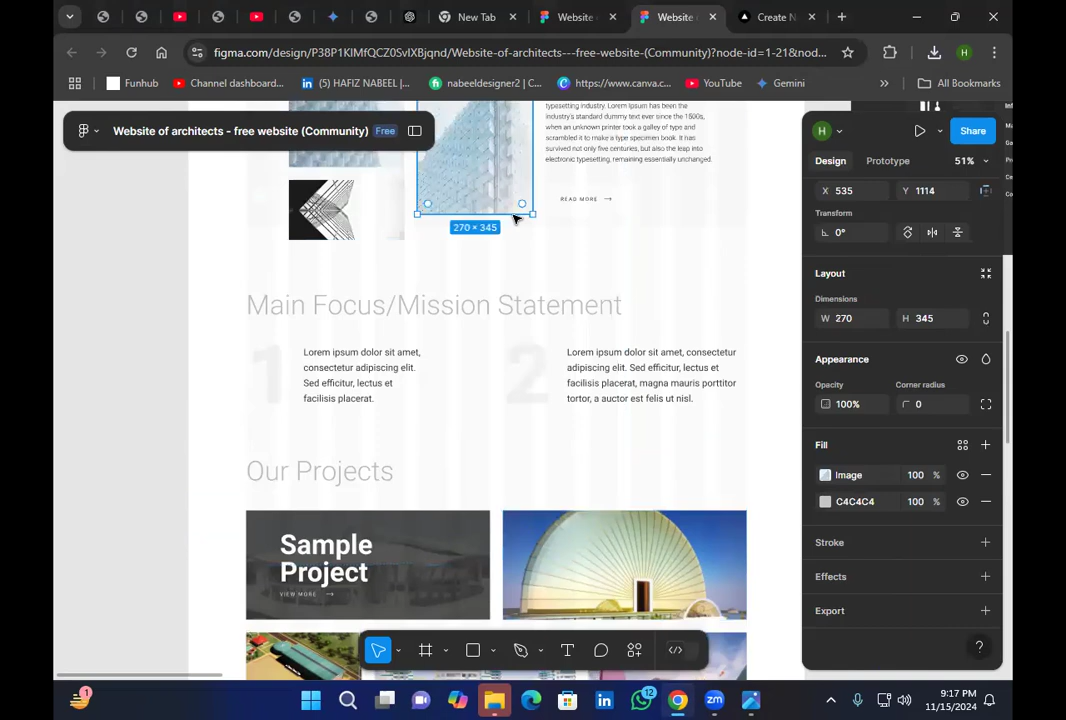 New Tab
Website
Website
Create N
figma.com/design/P38P1KlMfQCZ0SvIXBjqnd/Website-of-architects---free-website-(Community)?node-id=1-21&nod...
H
Funhub
Channel dashboard...
(5) HAFIZ NABEEL |...
nabeeldesigner2 | C...
https://www.canva.c...
YouTube
Gemini
All Bookmarks
Website of architects - free website (Community)
Free
H
Share
Design
Prototype
51%
X 535
Y 1114
Transform
0°
Layout
Dimensions
W 270
H 345
Appearance
Opacity
Corner radius
100%
0
Fill
Image
100 %
C4C4C4
100 %
Stroke
Effects
Export
?
typesetting industry. Lorem Ipsum has been the
industry's standard dummy text ever since the 1500s,
when an unknown printer took a galley of type and
scrambled it to make a type specimen book. It has
survived not only five centuries, but also the leap into
electronic typesetting, remaining essentially unchanged.
READ MORE
270 × 345
Main Focus/Mission Statement
1
Lorem ipsum dolor sit amet,
consectetur adipiscing elit.
Sed efficitur, lectus et
facilisis placerat.
2
Lorem ipsum dolor sit amet, consectetur
adipiscing elit. Sed efficitur, lectus et
facilisis placerat, magna mauris porttitor
tortor, a auctor est felis ut nisl.
Our Projects
Sample
Project
VIEW MORE
1
12
zm
9:17 PM
11/15/2024